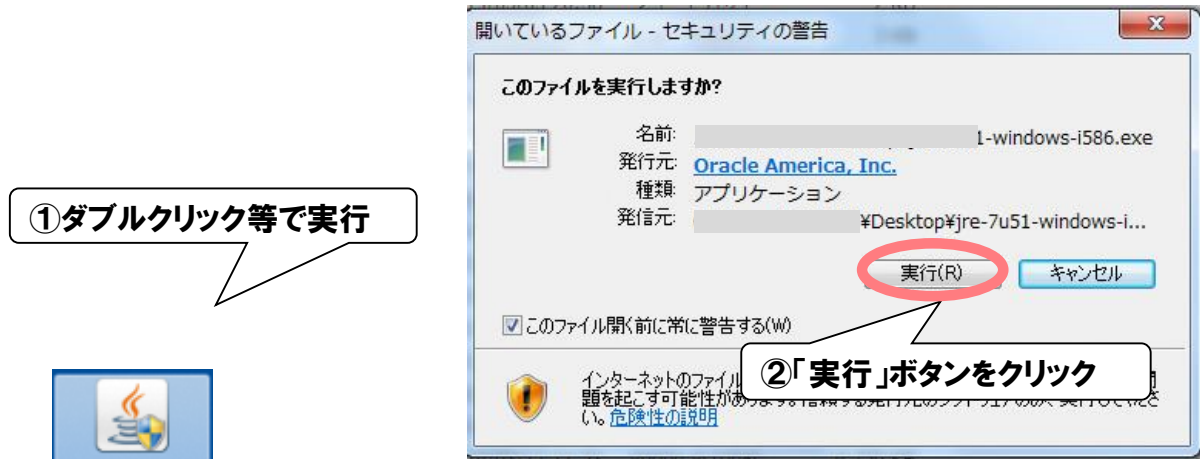 開いているファイル - セキュリティの警告
このファイルを実行しますか?
名前: 1-windows-i586.exe
発行元: Oracle America, Inc.
種類: アプリケーション
発信元: ¥Desktop¥jre-7u51-windows-i...
①ダブルクリック等で実行
実行(R) キャンセル
このファイル開く前に常に警告する(W)
②「実行」ボタンをクリック
インターネットのファイル
題を起こす可能性があります。
い。危険性の説明